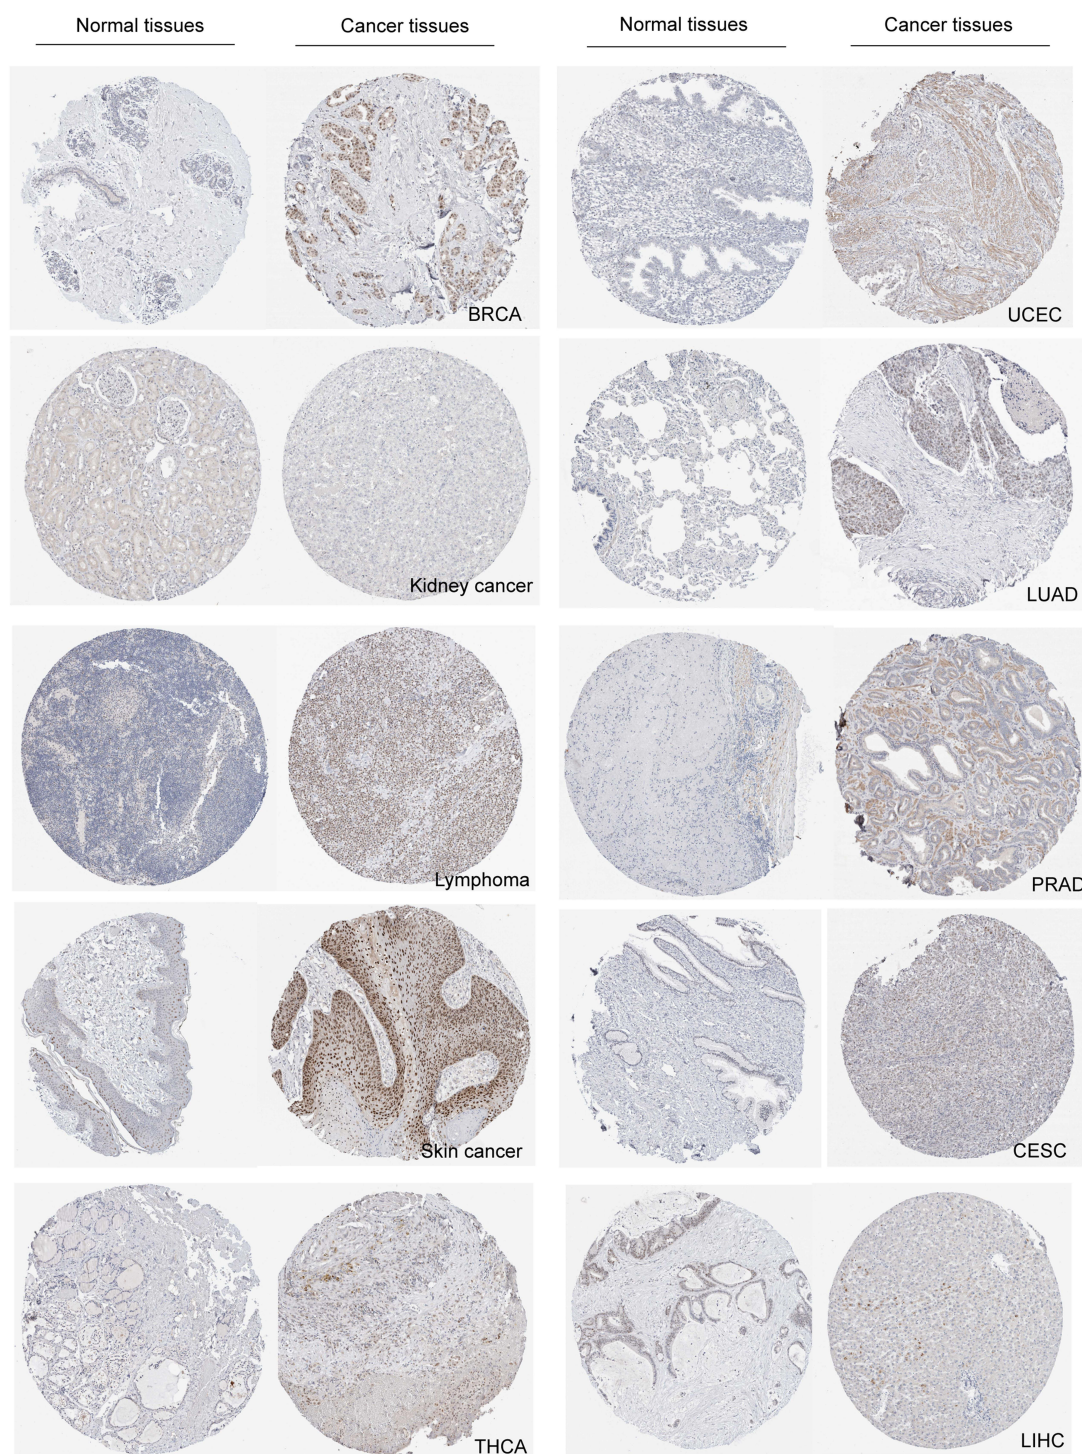 Normal tissues
Cancer tissues
Normal tissues
Cancer tissues
BRCA
UCEC
Kidney cancer
LUAD
Lymphoma
PRAD
Skin cancer
CESC
THCA
LIHC